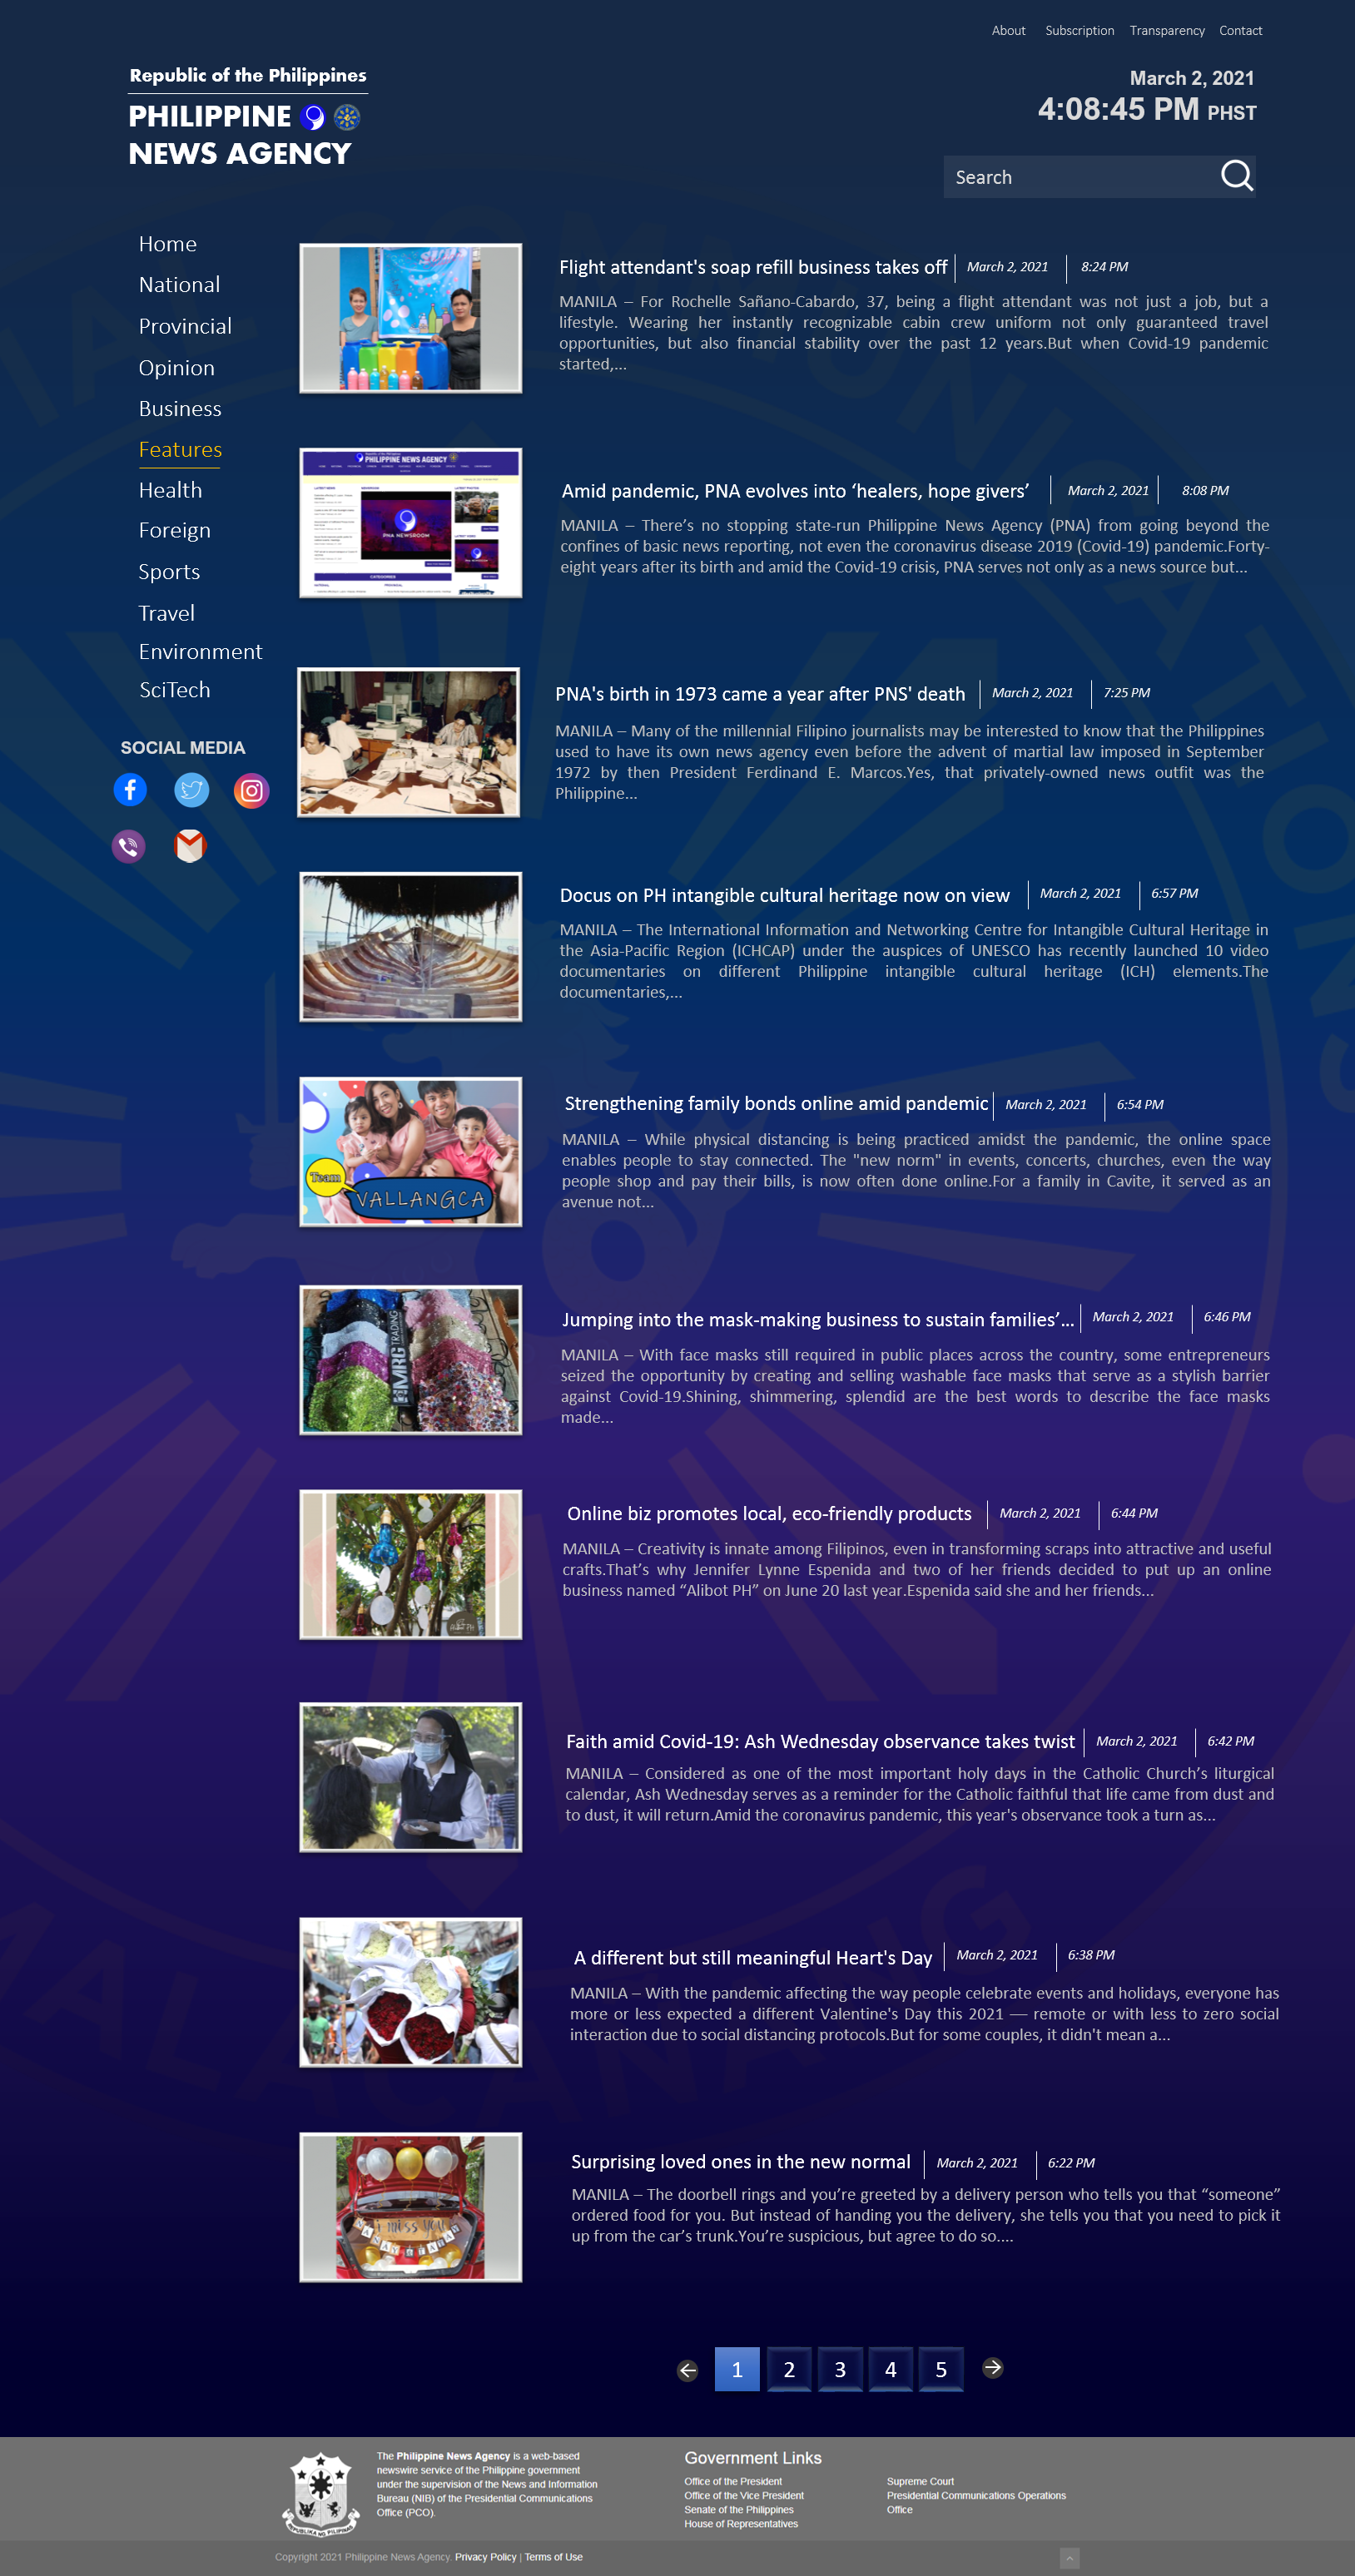 About Subscription Transparency Contact
Republic of the Philippines
PHILIPPINE
NEWS AGENCY
March 2, 2021
4:08:45 PM PHST
Search
Home
National
Provincial
Opinion
Business
Features
Health
Foreign
Sports
Travel
Environment
SciTech
SOCIAL MEDIA
Flight attendant's soap refill business takes off March 2, 2021 8:24 PM
MANILA – For Rochelle Sañano-Cabardo, 37, being a flight attendant was not just a job, but a
lifestyle. Wearing her instantly recognizable cabin crew uniform not only guaranteed travel
opportunities, but also financial stability over the past 12 years.But when Covid-19 pandemic
started,...
PHILIPPINE NEWS AGENCY
PNA NEWSROOM
CATEGORIES
Amid pandemic, PNA evolves into ‘healers, hope givers’ March 2, 2021 8:08 PM
MANILA – There’s no stopping state-run Philippine News Agency (PNA) from going beyond the
confines of basic news reporting, not even the coronavirus disease 2019 (Covid-19) pandemic.Forty-
eight years after its birth and amid the Covid-19 crisis, PNA serves not only as a news source but...
PNA's birth in 1973 came a year after PNS' death March 2, 2021 7:25 PM
MANILA – Many of the millennial Filipino journalists may be interested to know that the Philippines
used to have its own news agency even before the advent of martial law imposed in September
1972 by then President Ferdinand E. Marcos.Yes, that privately-owned news outfit was the
Philippine...
Docus on PH intangible cultural heritage now on view March 2, 2021 6:57 PM
MANILA – The International Information and Networking Centre for Intangible Cultural Heritage in
the Asia-Pacific Region (ICHCAP) under the auspices of UNESCO has recently launched 10 video
documentaries on different Philippine intangible cultural heritage (ICH) elements.The
documentaries,...
Team
VALLANGCA
Strengthening family bonds online amid pandemic March 2, 2021 6:54 PM
MANILA – While physical distancing is being practiced amidst the pandemic, the online space
enables people to stay connected. The "new norm" in events, concerts, churches, even the way
people shop and pay their bills, is now often done online.For a family in Cavite, it served as an
avenue not...
EMRG TRADING
Jumping into the mask-making business to sustain families’... March 2, 2021 6:46 PM
MANILA – With face masks still required in public places across the country, some entrepreneurs
seized the opportunity by creating and selling washable face masks that serve as a stylish barrier
against Covid-19.Shining, shimmering, splendid are the best words to describe the face masks
made...
Online biz promotes local, eco-friendly products March 2, 2021 6:44 PM
MANILA – Creativity is innate among Filipinos, even in transforming scraps into attractive and useful
crafts.That’s why Jennifer Lynne Espenida and two of her friends decided to put up an online
business named “Alibot PH” on June 20 last year.Espenida said she and her friends...
Faith amid Covid-19: Ash Wednesday observance takes twist March 2, 2021 6:42 PM
MANILA – Considered as one of the most important holy days in the Catholic Church’s liturgical
calendar, Ash Wednesday serves as a reminder for the Catholic faithful that life came from dust and
to dust, it will return.Amid the coronavirus pandemic, this year's observance took a turn as...
A different but still meaningful Heart's Day March 2, 2021 6:38 PM
MANILA – With the pandemic affecting the way people celebrate events and holidays, everyone has
more or less expected a different Valentine's Day this 2021 — remote or with less to zero social
interaction due to social distancing protocols.But for some couples, it didn't mean a...
I miss you
Surprising loved ones in the new normal March 2, 2021 6:22 PM
MANILA – The doorbell rings and you’re greeted by a delivery person who tells you that “someone”
ordered food for you. But instead of handing you the delivery, she tells you that you need to pick it
up from the car’s trunk.You’re suspicious, but agree to do so....
1 2 3 4 5
The Philippine News Agency is a web-based
newswire service of the Philippine government
under the supervision of the News and Information
Bureau (NIB) of the Presidential Communications
Office (PCO).
Government Links
Office of the President
Office of the Vice President
Senate of the Philippines
House of Representatives
Supreme Court
Presidential Communications Operations
Office
Copyright 2021 Philippine News Agency. Privacy Policy | Terms of Use